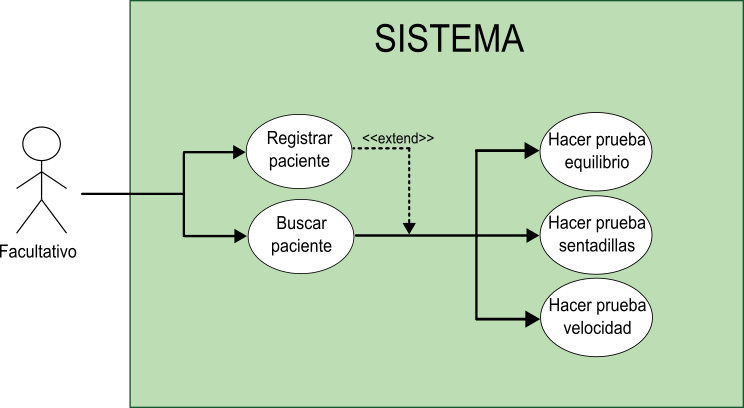 SISTEMA
Registrar
paciente
<<extend>>
Hacer prueba
equilibrio
Facultativo
Buscar
paciente
Hacer prueba
sentadillas
Hacer prueba
velocidad